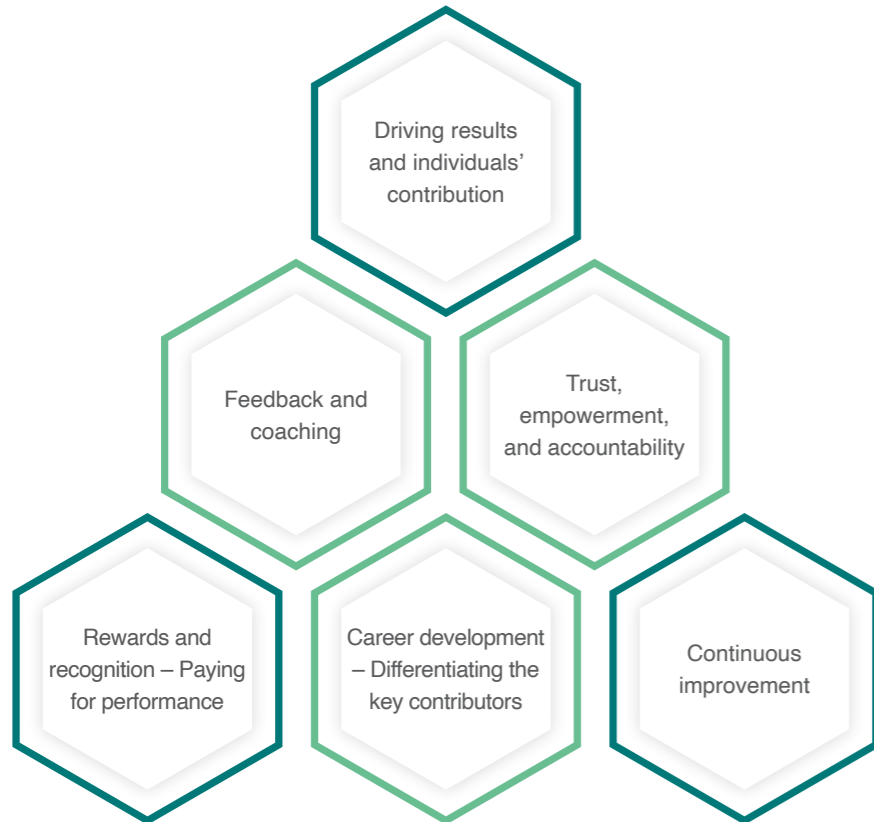 Driving results
and individuals’
contribution
Feedback and
coaching
Trust,
empowerment,
and accountability
Rewards and
recognition – Paying
for performance
Career development
– Differentiating the
key contributors
Continuous
improvement